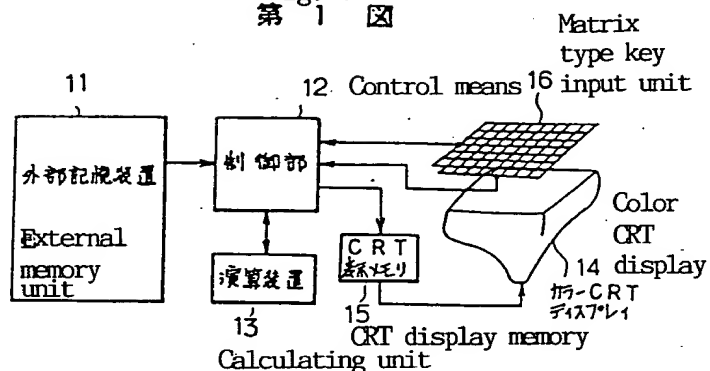 第 1 図
Matrix
type key
input unit
11
12
Control means
16
外部記憶装置
External
memory
unit
制御部
演算装置
13
Calculating unit
CRT
表示メモリ
15
CRT display memory
Color
CRT
display
14
カラーCRT
ディスプレイ